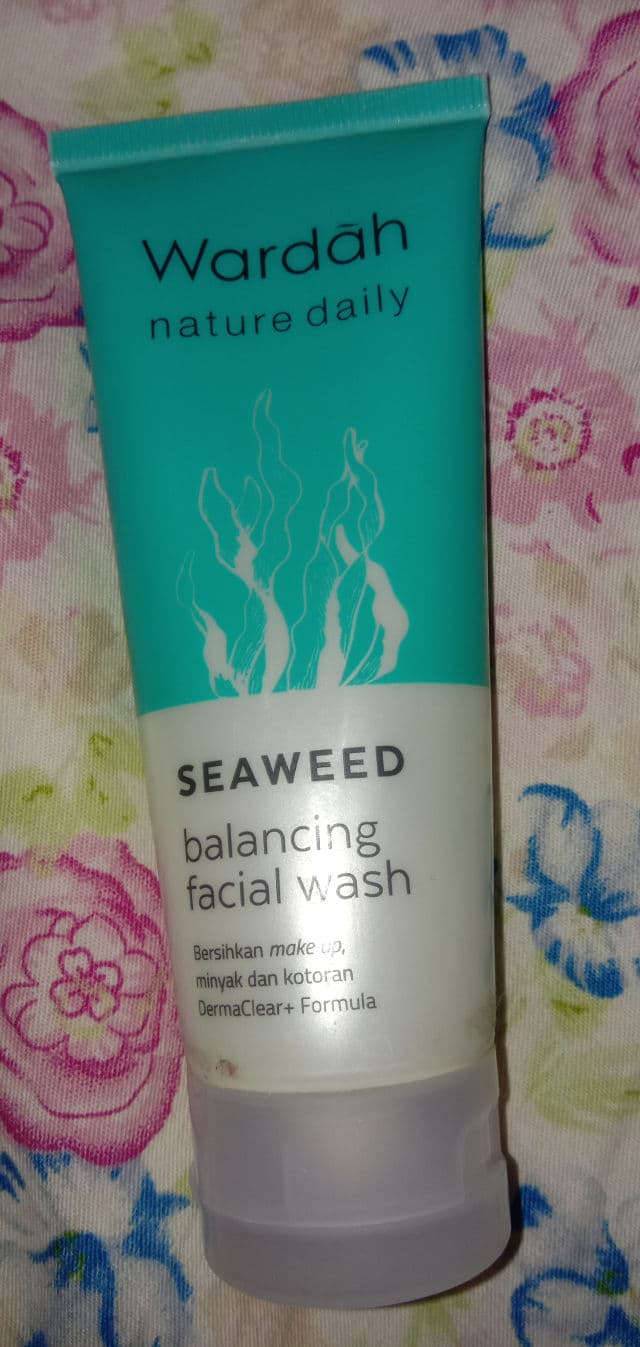 Wardāh
nature daily
SEAWEED
balancing
facial wash
Bersihkan make up,
minyak dan kotoran
DermaClear+ Formula